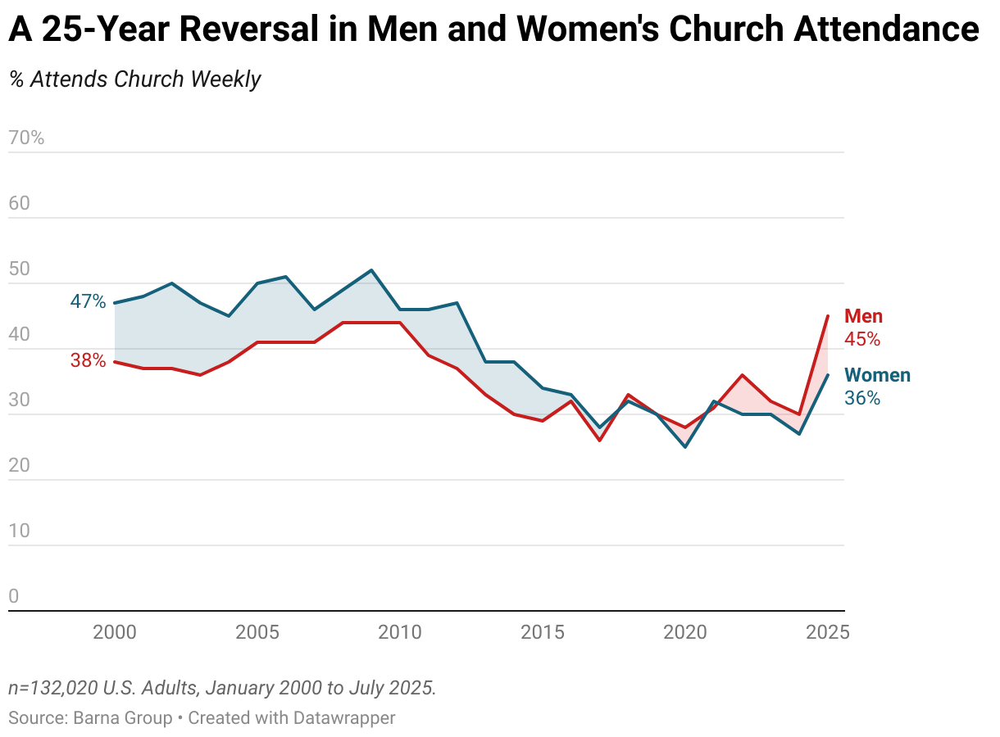 A 25-Year Reversal in Men and Women's Church Attendance
% Attends Church Weekly
70%
60
50
47%
40
38%
30
20
10
0
Men
45%
Women
36%
2000 2005 2010 2015 2020 2025
n=132,020 U.S. Adults, January 2000 to July 2025.
Source: Barna Group • Created with Datawrapper